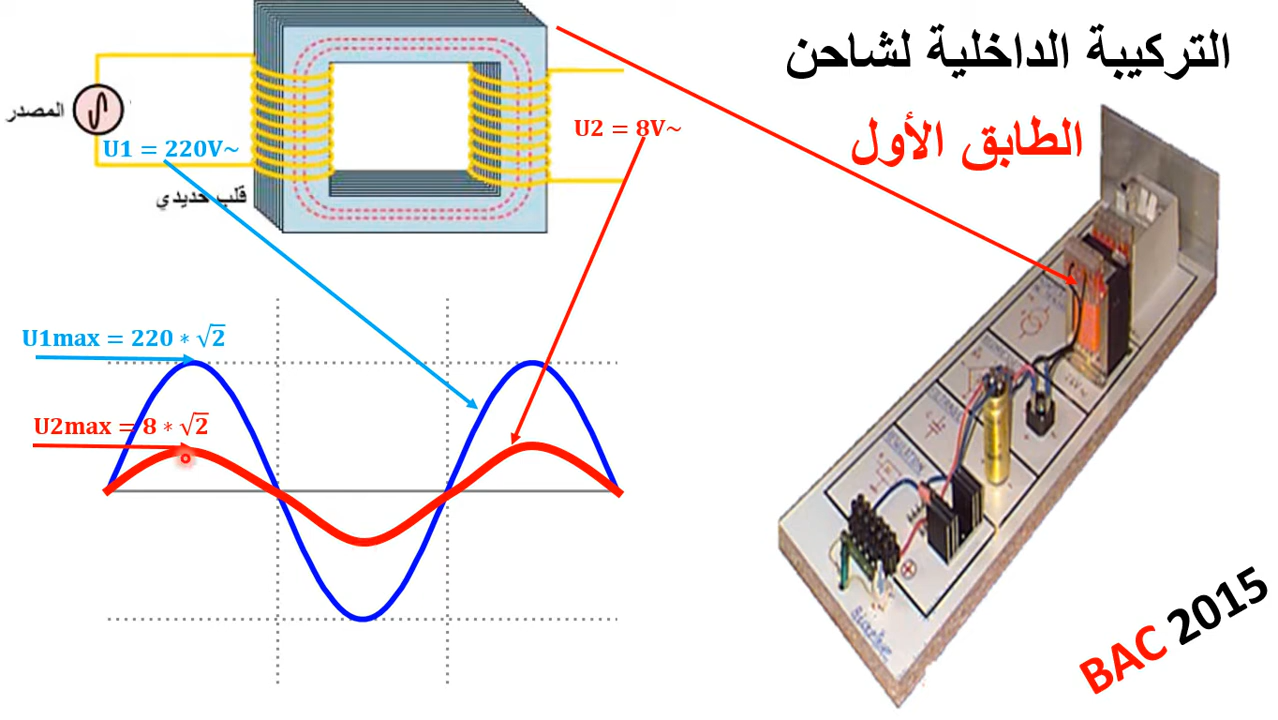 التركيبة الداخلية لشاحن
الطابق الأول
المصدر
U1 = 220V~
U2 = 8V~
قلب حديدي
U1max = 220 * √2
U2max = 8 * √2
REGULATION
BAC 2015